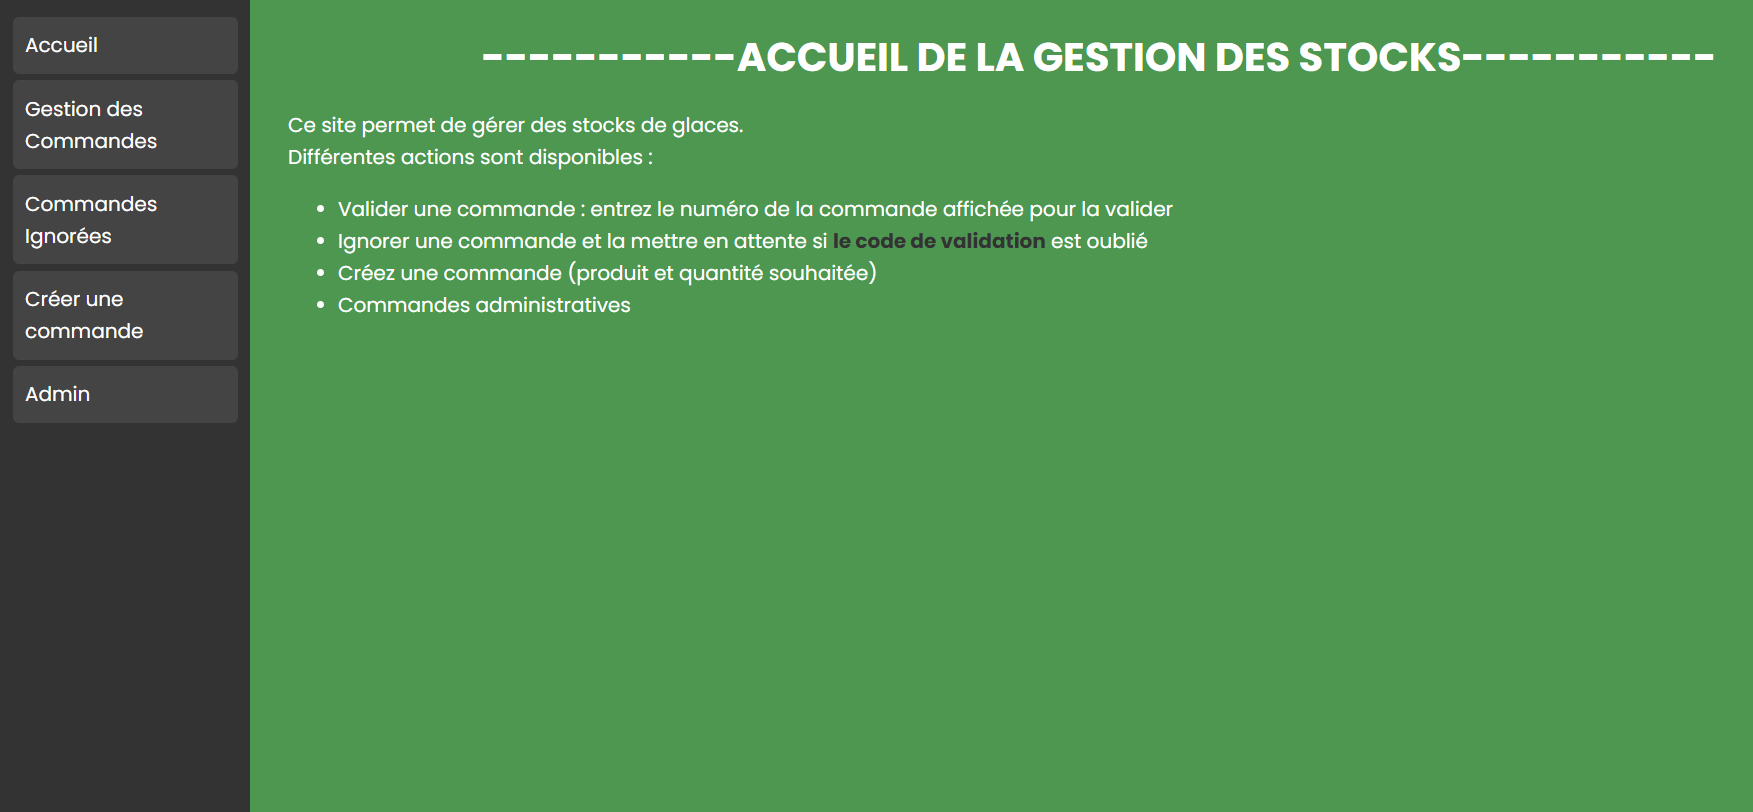 Accueil
Gestion des
Commandes
Commandes
Ignorées
Créer une
commande
Admin
-----------ACCUEIL DE LA GESTION DES STOCKS-----------
Ce site permet de gérer des stocks de glaces.
Différentes actions sont disponibles :
• Valider une commande : entrez le numéro de la commande affichée pour la valider
• Ignorer une commande et la mettre en attente si le code de validation est oublié
• Créez une commande (produit et quantité souhaitée)
• Commandes administratives